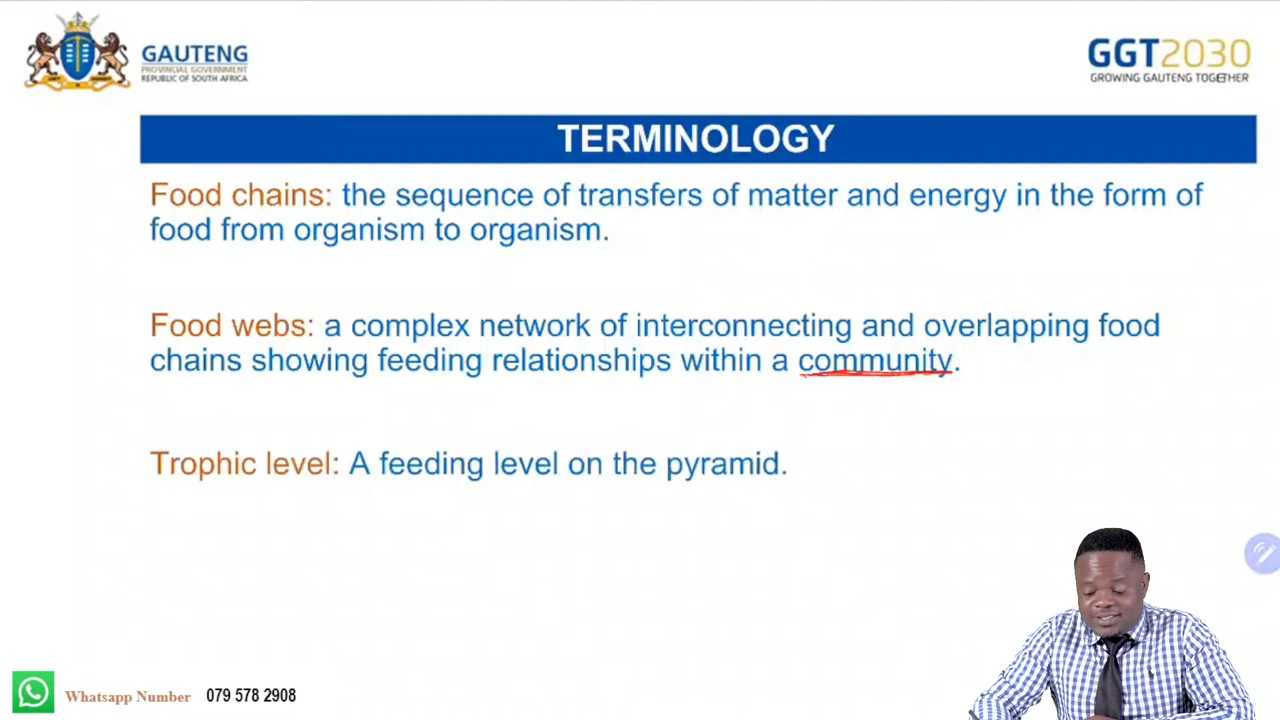 GAUTENG
PROVINCIAL GOVERNMENT
REPUBLIC OF SOUTH AFRICA
GGT2030
GROWING GAUTENG TOGETHER
TERMINOLOGY
Food chains: the sequence of transfers of matter and energy in the form of
food from organism to organism.
Food webs: a complex network of interconnecting and overlapping food
chains showing feeding relationships within a community.
Trophic level: A feeding level on the pyramid.
Whatsapp Number 079 578 2908